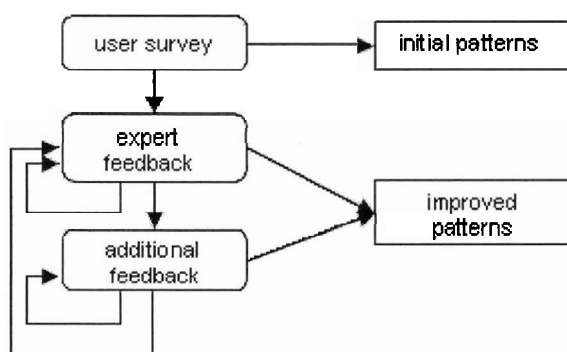 user survey
initial patterns
expert
feedback
improved
patterns
additional
feedback